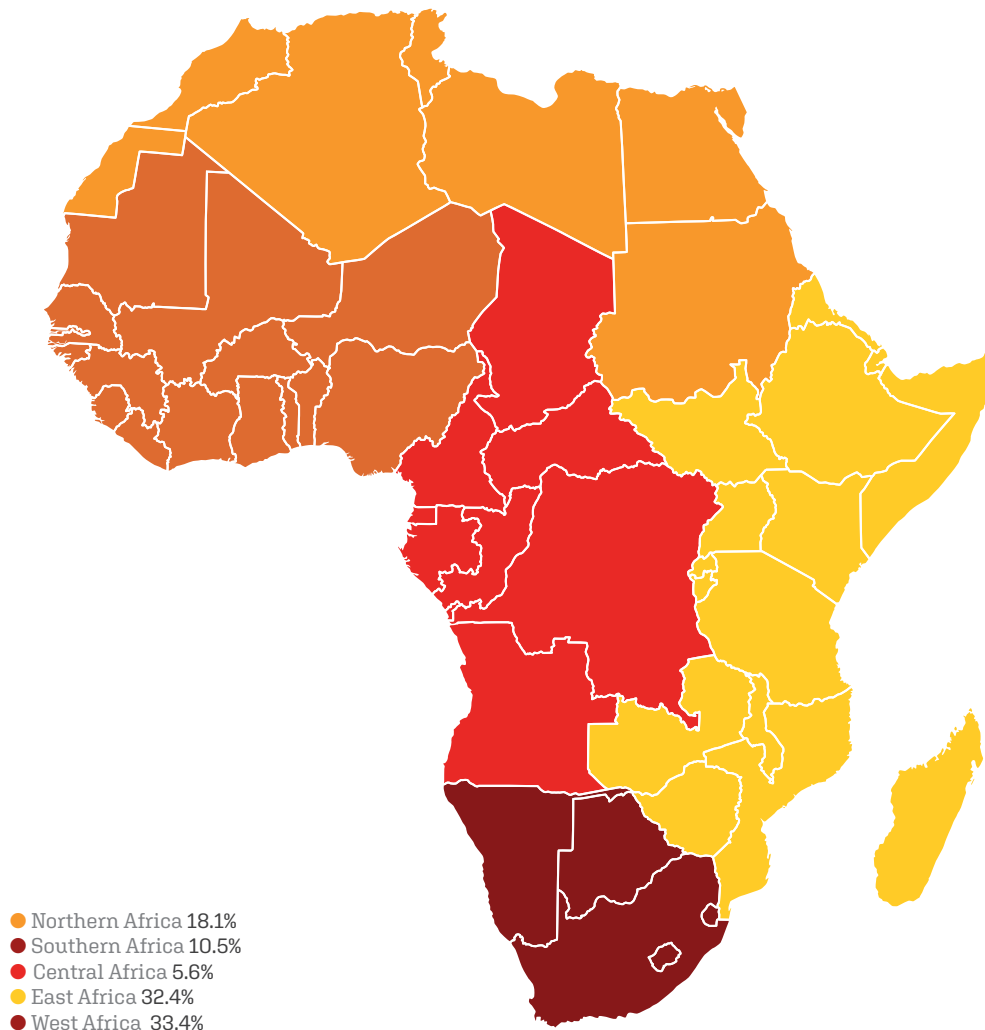 Northern Africa 18.1%
Southern Africa 10.5%
Central Africa 5.6%
East Africa 32.4%
West Africa 33.4%